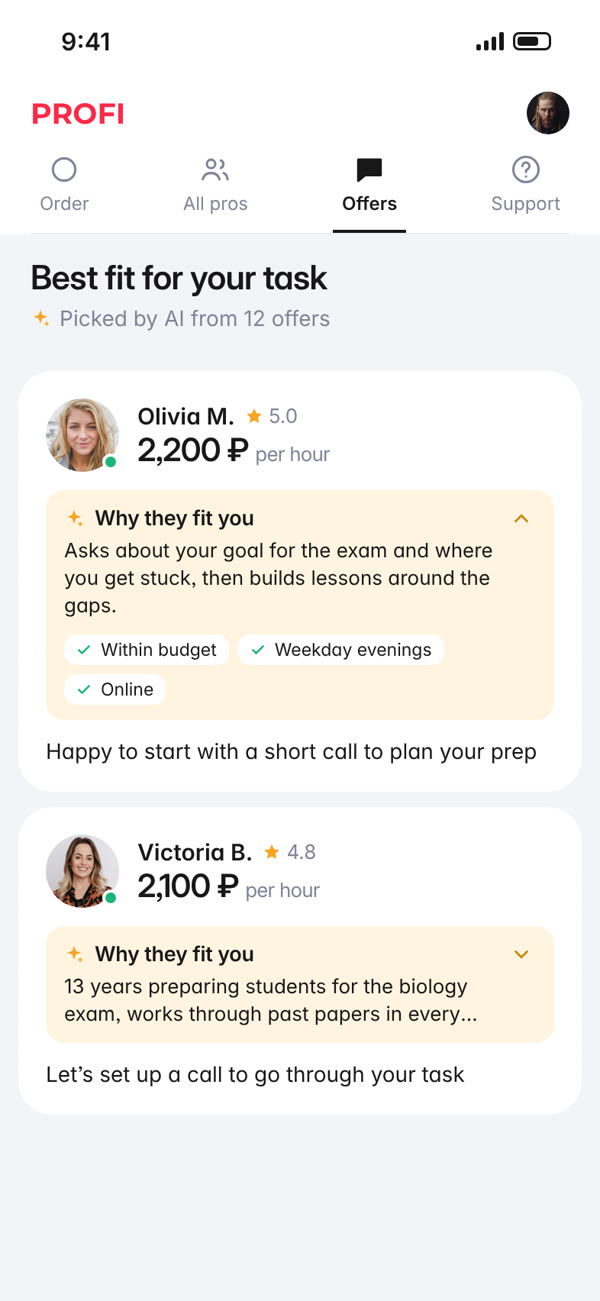 9:41
PROFI
Order
All pros
Offers
Support
Best fit for your task
Picked by AI from 12 offers
Olivia M. 5.0
2,200 ₽ per hour
Why they fit you
Asks about your goal for the exam and where
you get stuck, then builds lessons around the
gaps.
Within budget
Weekday evenings
Online
Happy to start with a short call to plan your prep
Victoria B. 4.8
2,100 ₽ per hour
Why they fit you
13 years preparing students for the biology
exam, works through past papers in every...
Let’s set up a call to go through your task